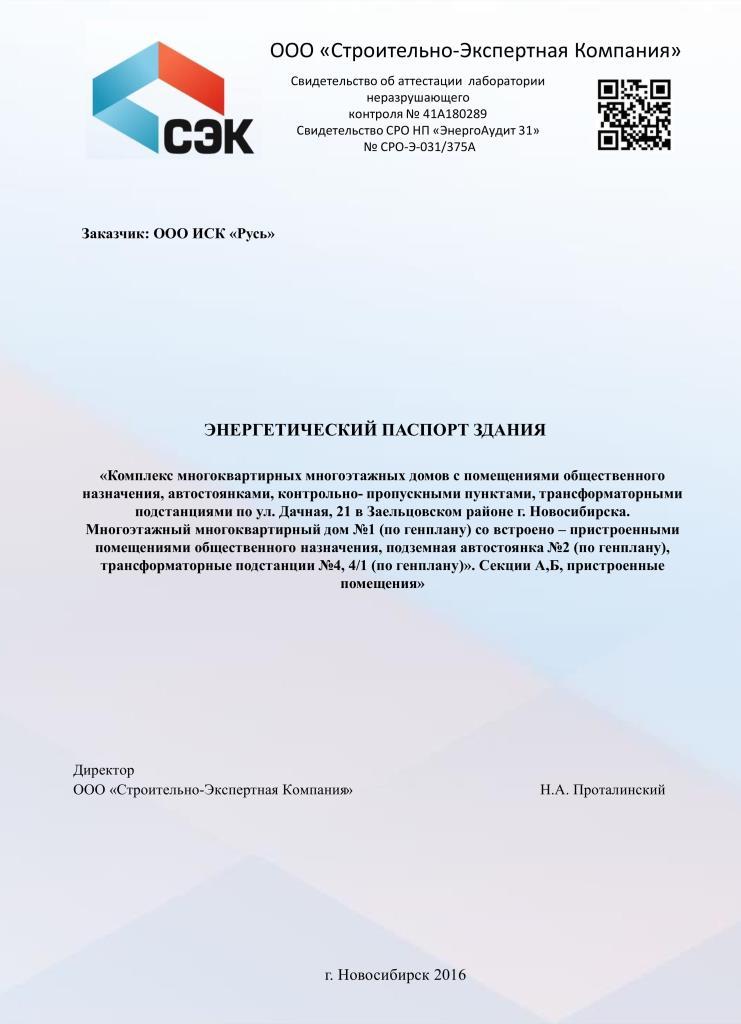 ООО «Строительно-Экспертная Компания»
Свидетельство об аттестации лаборатории
неразрушающего
контроля № 41А180289
Свидетельство СРО НП «ЭнергоАудит 31»
№ СРО-Э-031/375А
СЭК
Заказчик: ООО ИСК «Русь»
ЭНЕРГЕТИЧЕСКИЙ ПАСПОРТ ЗДАНИЯ
«Комплекс многоквартирных многоэтажных домов с помещениями общественного
назначения, автостоянками, контрольно- пропускными пунктами, трансформаторными
подстанциями по ул. Дачная, 21 в Заельцовском районе г. Новосибирска.
Многоэтажный многоквартирный дом №1 (по генплану) со встроено – пристроенными
помещениями общественного назначения, подземная автостоянка №2 (по генплану),
трансформаторные подстанции №4, 4/1 (по генплану)». Секции А,Б, пристроенные
помещения»
Директор
ООО «Строительно-Экспертная Компания» Н.А. Проталинский
г. Новосибирск 2016